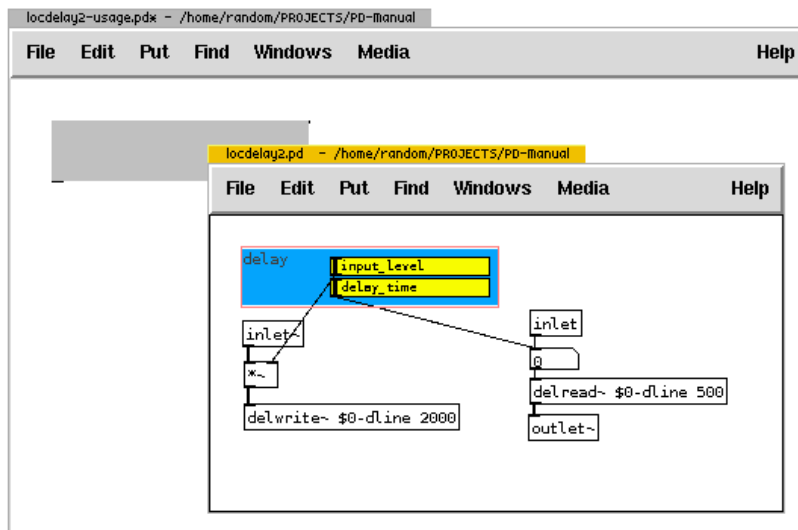 locdelay2-usage.pd* - /home/random/PROJECTS/PD-Manual
File Edit Put Find Windows Media Help
locdelay2.pd - /home/random/PROJECTS/PD-Manual
File Edit Put Find Windows Media Help
delay
input_level
delay_time
inlet~
inlet
*~
0
delread~ $0-dline 500
delwrite~ $0-dline 2000
outlet~